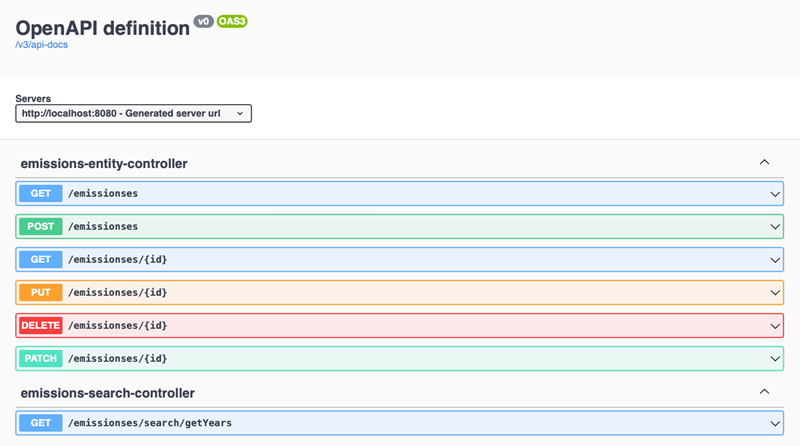 OpenAPI definition v0 OAS3
/v3/api-docs
Servers
http://localhost:8080 - Generated server url
emissions-entity-controller
GET /emissionses
POST /emissionses
GET /emissionses/{id}
PUT /emissionses/{id}
DELETE /emissionses/{id}
PATCH /emissionses/{id}
emissions-search-controller
GET /emissionses/search/getYears